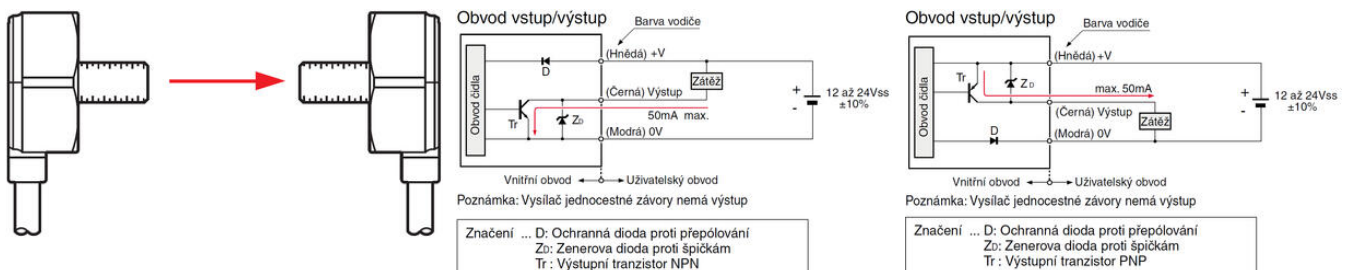 Obvod vstup/výstup
Barva vodiče
(Hnědá) +V
D
Zátěž
Obvod čidla
(Černá) Výstup
+
-
12 až 24Vss
±10%
Tr
ZD
50mA max.
(Modrá) 0V
Vnitřní obvod
Uživatelský obvod
Poznámka: Vysílač jednocestné závory nemá výstup
Značení ... D: Ochranná dioda proti přepólování
ZD: Zenerova dioda proti špičkám
Tr : Výstupní tranzistor NPN
Obvod vstup/výstup
Barva vodiče
(Hnědá) +V
Tr
ZD
Obvod čidla
max. 50mA
+
-
12 až 24Vss
±10%
(Černá) Výstup
Zátěž
D
(Modrá) 0V
Vnitřní obvod
Uživatelský obvod
Poznámka: Vysílač jednocestné závory nemá výstup
Značení ... D: Ochranná dioda proti přepólování
ZD: Zenerova dioda proti špičkám
Tr : Výstupní tranzistor PNP